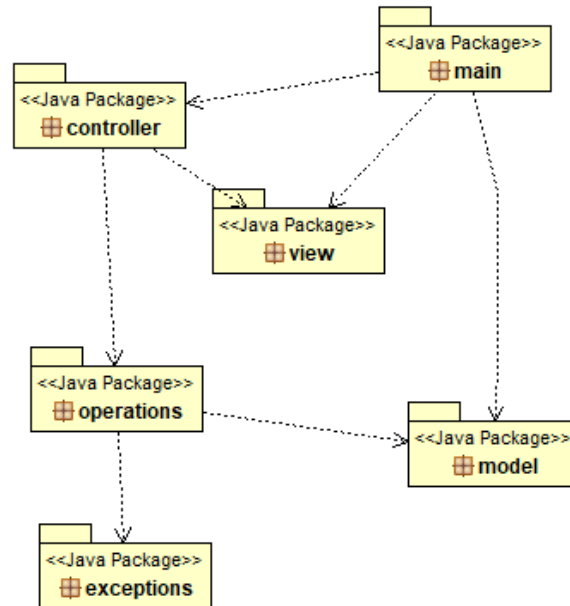 <<Java Package>>
main
<<Java Package>>
controller
<<Java Package>>
view
<<Java Package>>
operations
<<Java Package>>
model
<<Java Package>>
exceptions